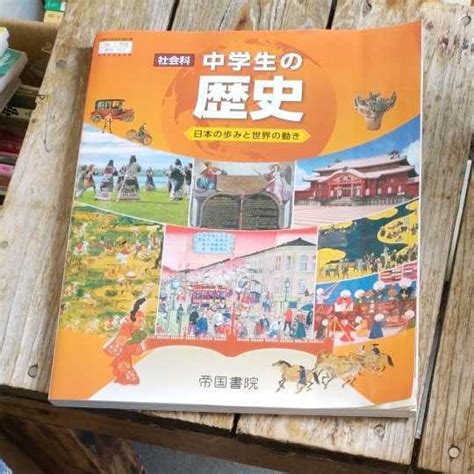 社会科
中学生の
歴史
日本の歩みと世界の動き
帝国書院